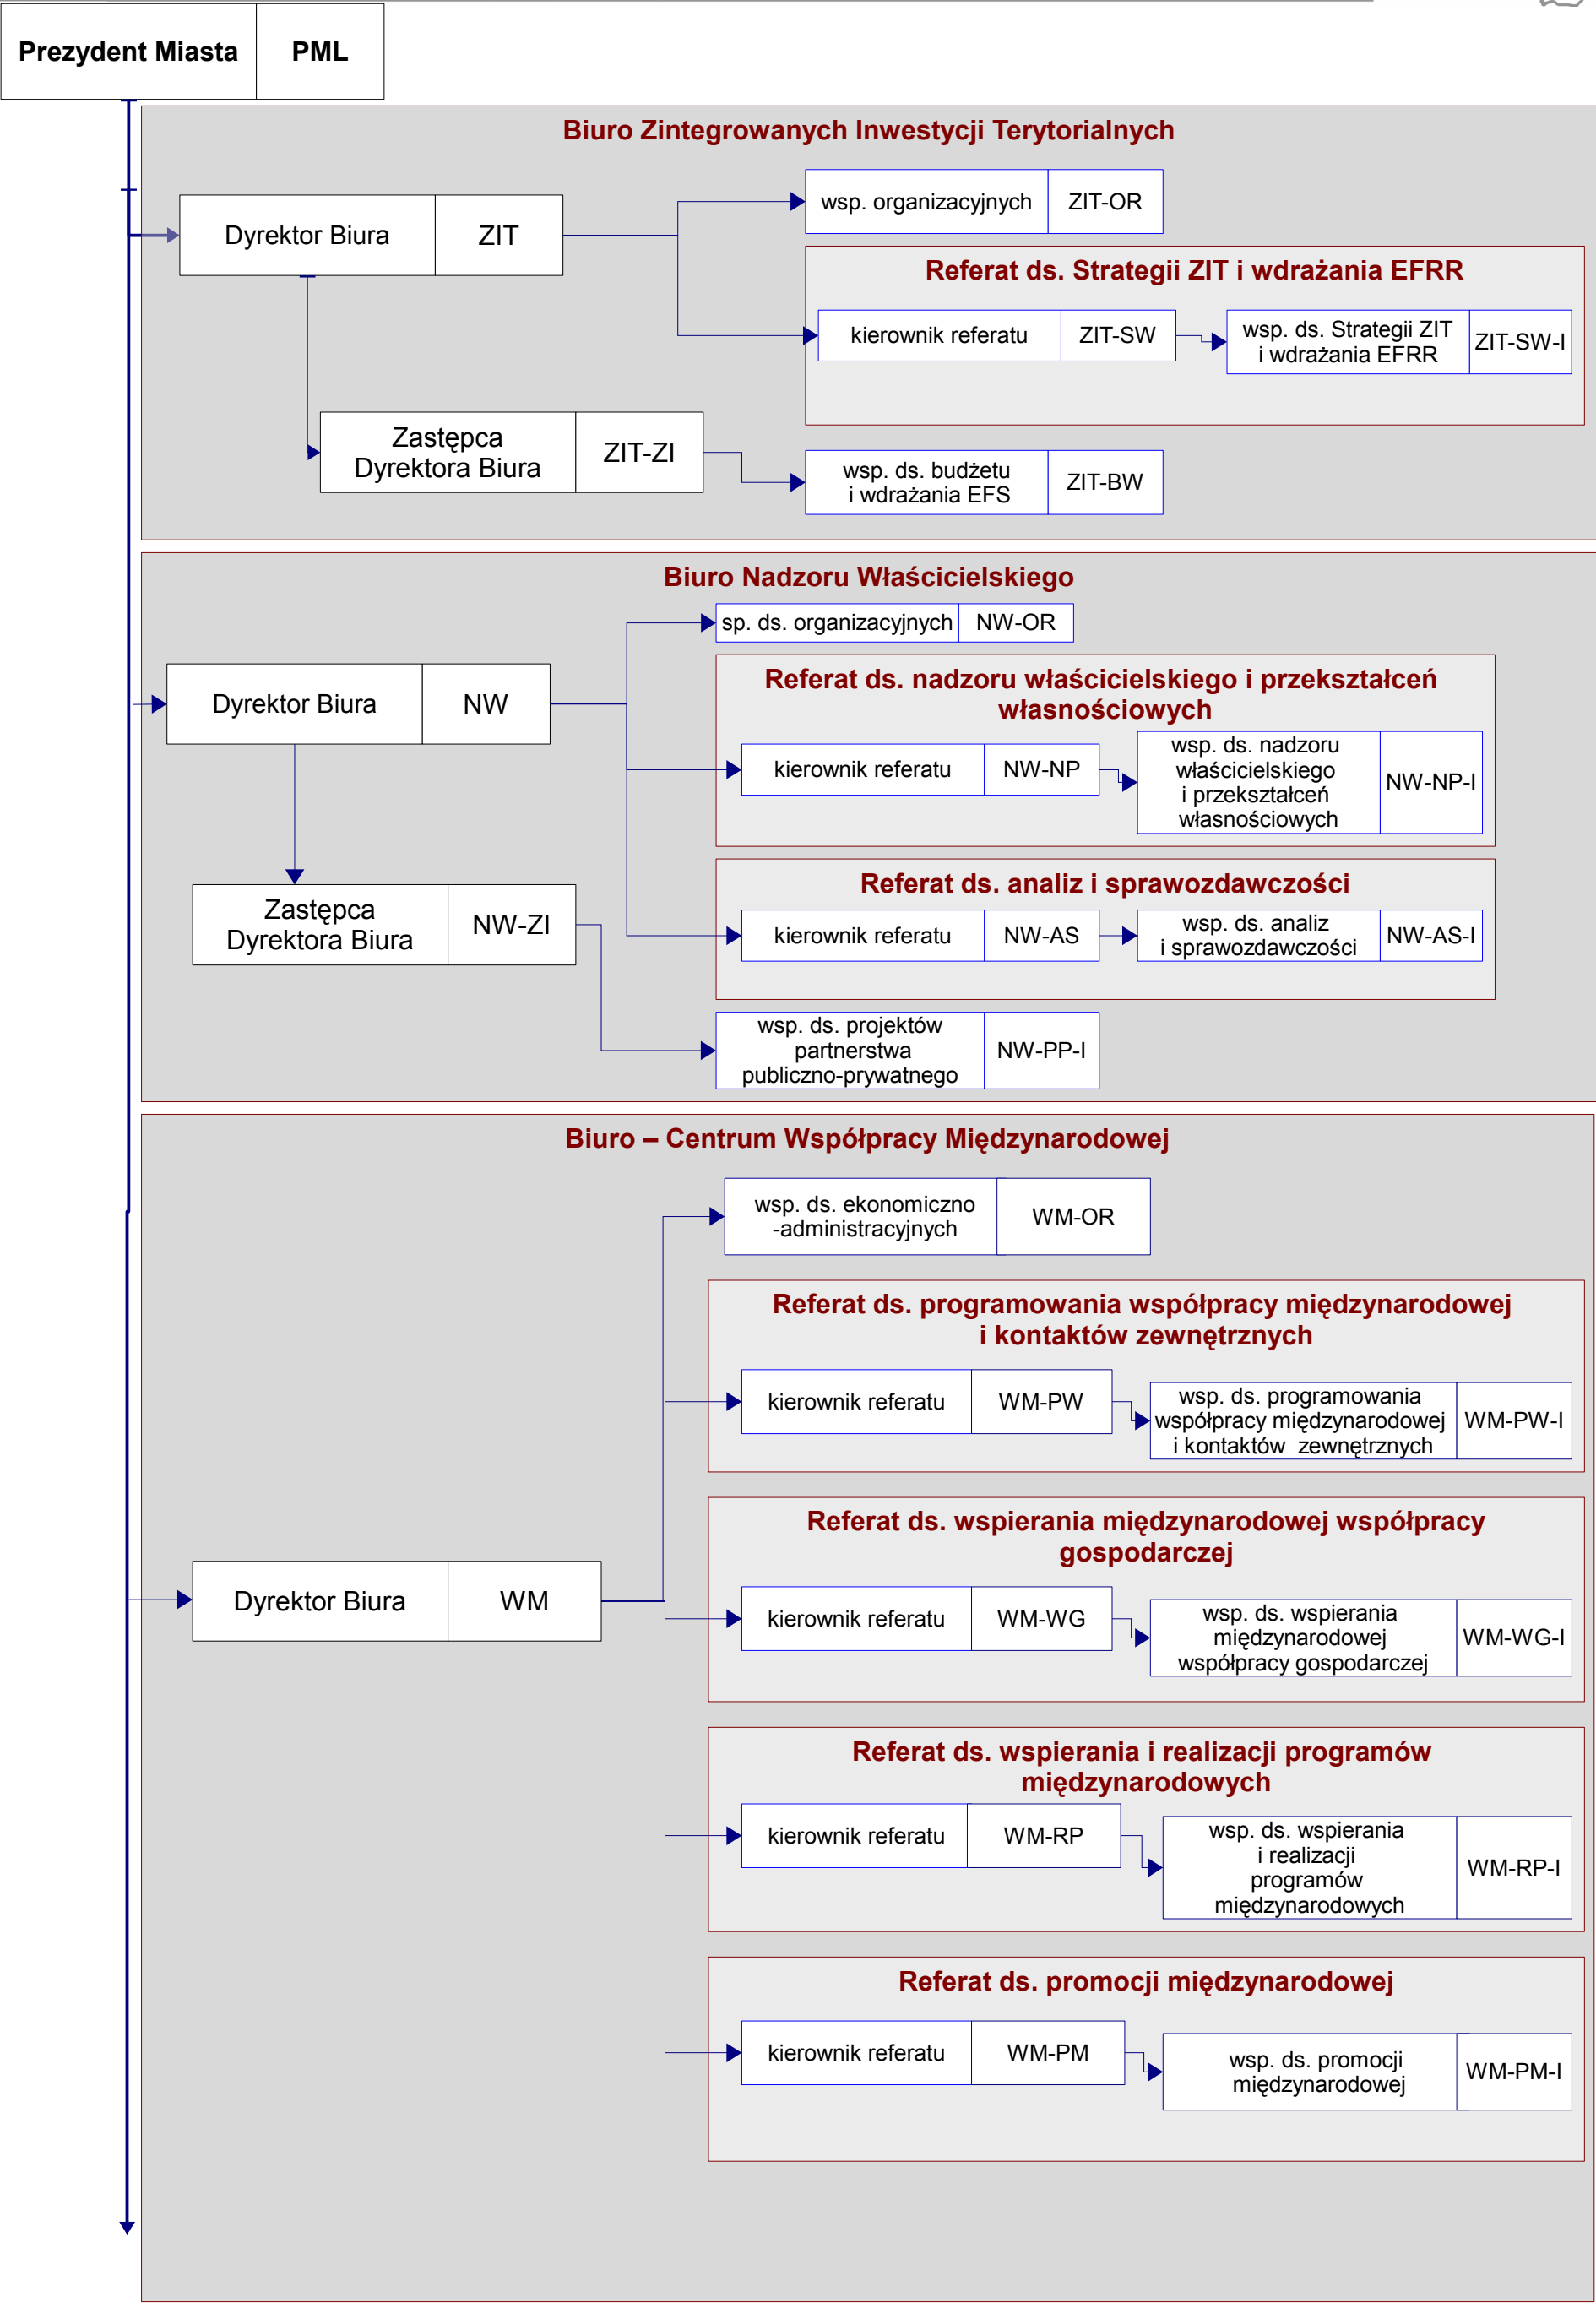 Prezydent Miasta PML
Biuro Zintegrowanych Inwestycji Terytorialnych
Dyrektor Biura ZIT
wsp. organizacyjnych ZIT-OR
Referat ds. Strategii ZIT i wdrażania EFRR
kierownik referatu ZIT-SW
wsp. ds. Strategii ZIT
i wdrażania EFRR
ZIT-SW-I
Zastępca
Dyrektora Biura
ZIT-ZI
wsp. ds. budżetu
i wdrażania EFS
ZIT-BW
Biuro Nadzoru Właścicielskiego
sp. ds. organizacyjnych NW-OR
Dyrektor Biura NW
Referat ds. nadzoru właścicielskiego i przekształceń
własnościowych
kierownik referatu NW-NP
wsp. ds. nadzoru
właścicielskiego
i przekształceń
własnościowych
NW-NP-I
Zastępca
Dyrektora Biura
NW-ZI
Referat ds. analiz i sprawozdawczości
kierownik referatu NW-AS
wsp. ds. analiz
i sprawozdawczości
NW-AS-I
wsp. ds. projektów
partnerstwa
publiczno-prywatnego
NW-PP-I
Biuro – Centrum Współpracy Międzynarodowej
wsp. ds. ekonomiczno
-administracyjnych
WM-OR
Referat ds. programowania współpracy międzynarodowej
i kontaktów zewnętrznych
kierownik referatu WM-PW
wsp. ds. programowania
współpracy międzynarodowej
i kontaktów zewnętrznych
WM-PW-I
Dyrektor Biura WM
Referat ds. wspierania międzynarodowej współpracy
gospodarczej
kierownik referatu WM-WG
wsp. ds. wspierania
międzynarodowej
współpracy gospodarczej
WM-WG-I
Referat ds. wspierania i realizacji programów
międzynarodowych
kierownik referatu WM-RP
wsp. ds. wspierania
i realizacji
programów
międzynarodowych
WM-RP-I
Referat ds. promocji międzynarodowej
kierownik referatu WM-PM
wsp. ds. promocji
międzynarodowej
WM-PM-I